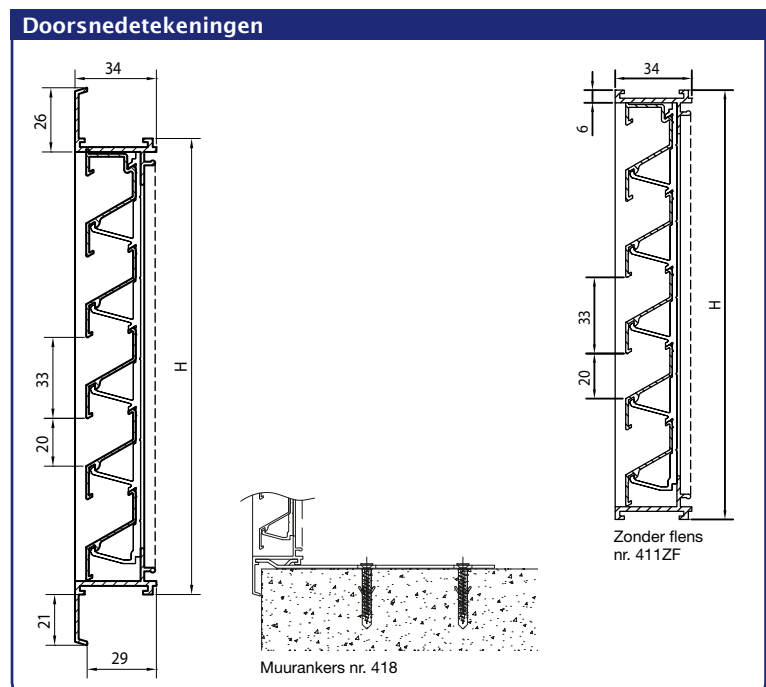 Doorsnedetekeningen
34
26
H
33
20
21
29
Muurankers nr. 418
34
6
33
20
H
Zonder flens
nr. 411ZF